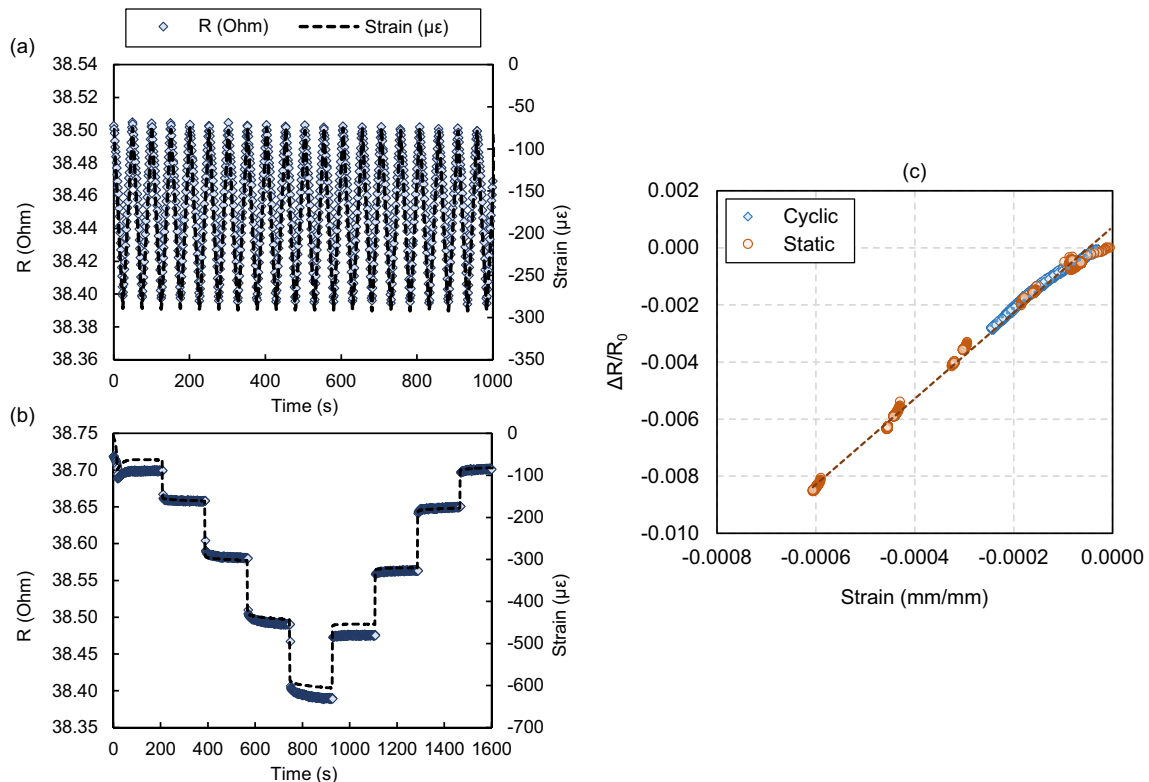 R (Ohm) Strain (µε)
(a)
38.54
38.52
38.50
38.48
38.46
38.44
38.42
38.40
38.38
38.36
R (Ohm)
0
-50
-100
-150
-200
-250
-300
-350
Strain (µε)
0 200 400 600 800 1000
Time (s)
(b)
38.75
38.70
38.65
38.60
38.55
38.50
38.45
38.40
38.35
R (Ohm)
0
-100
-200
-300
-400
-500
-600
-700
Strain (µε)
0 200 400 600 800 1000 1200 1400 1600
Time (s)
(c)
Cyclic
Static
0.002
0.000
-0.002
-0.004
-0.006
-0.008
-0.010
ΔR/R0
-0.0008 -0.0006 -0.0004 -0.0002 0.0000
Strain (mm/mm)